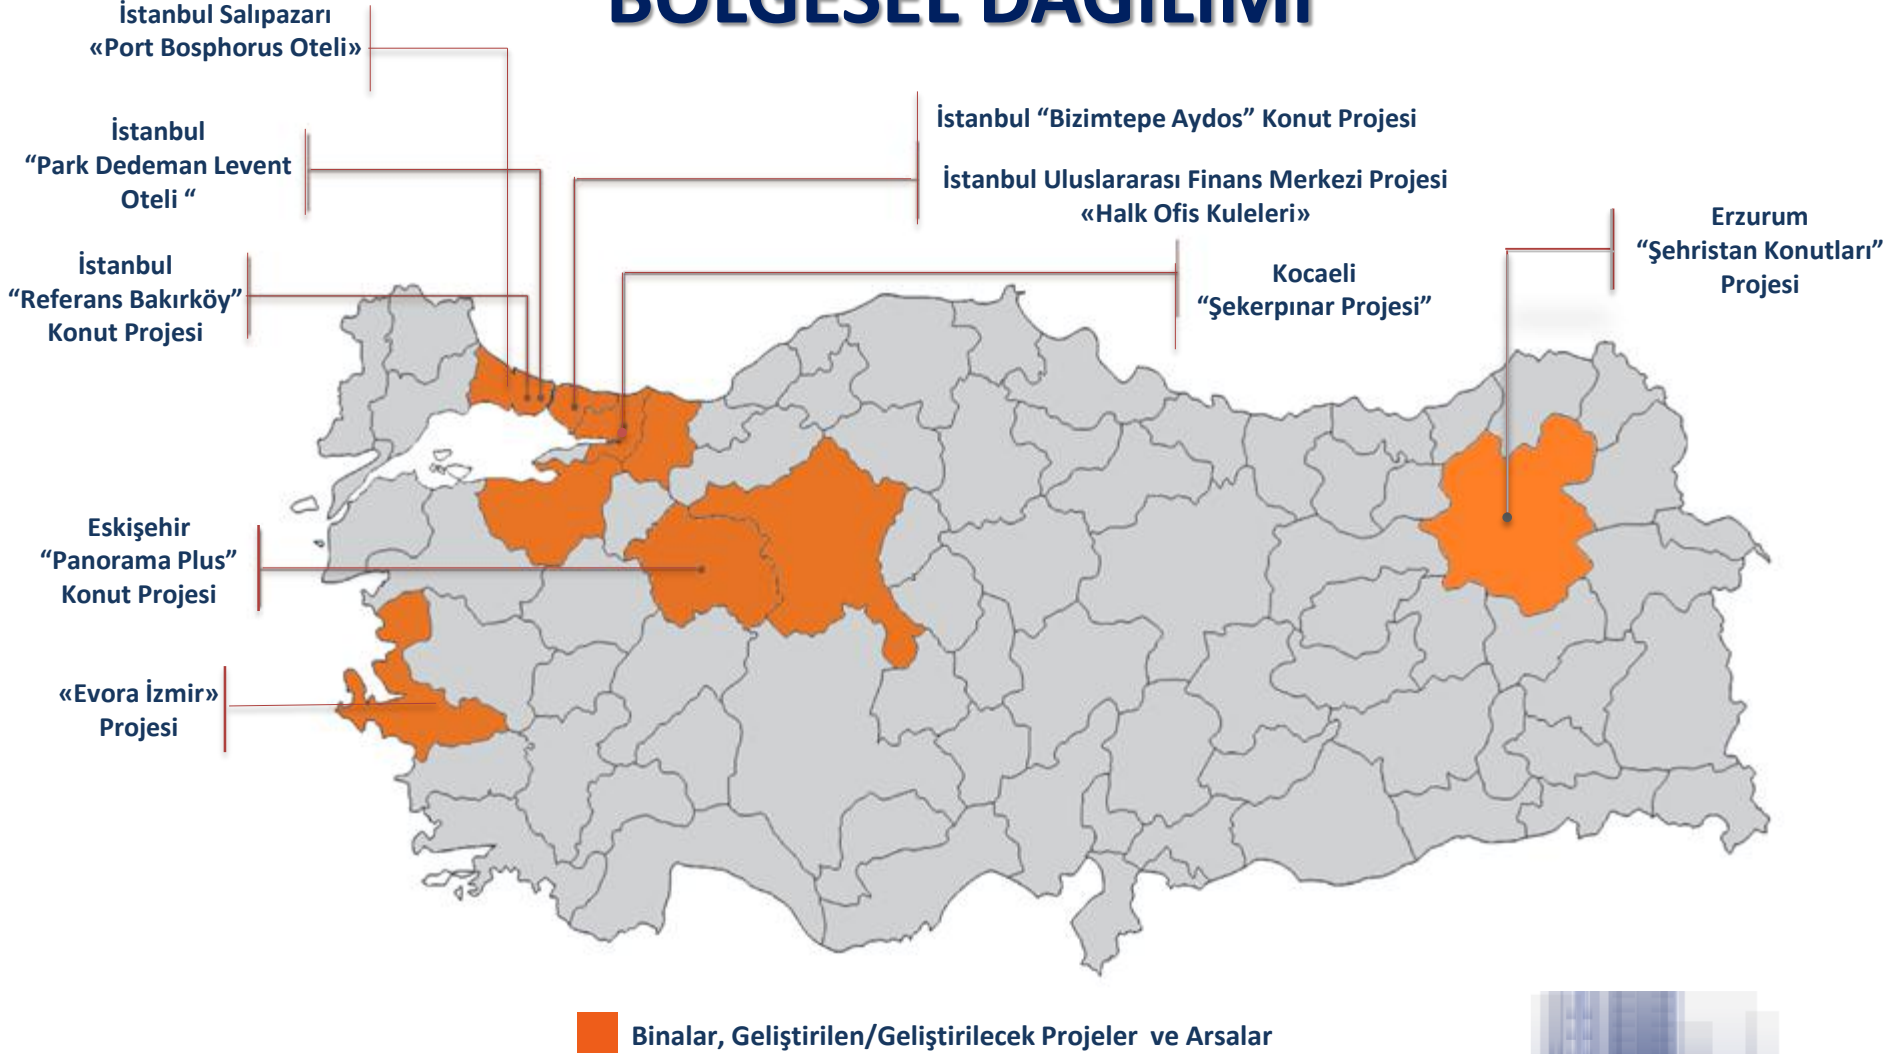 BÖLGESEL DAĞILIMI
İstanbul Salıpazarı
«Port Bosphorus Oteli»
İstanbul
“Park Dedeman Levent
Oteli “
İstanbul
“Referans Bakırköy”
Konut Projesi
İstanbul “Bizimtepe Aydos” Konut Projesi
İstanbul Uluslararası Finans Merkezi Projesi
«Halk Ofis Kuleleri»
Kocaeli
“Şekerpınar Projesi”
Erzurum
“Şehristan Konutları”
Projesi
Eskişehir
“Panorama Plus”
Konut Projesi
«Evora İzmir»
Projesi
Binalar, Geliştirilen/Geliştirilecek Projeler ve Arsalar